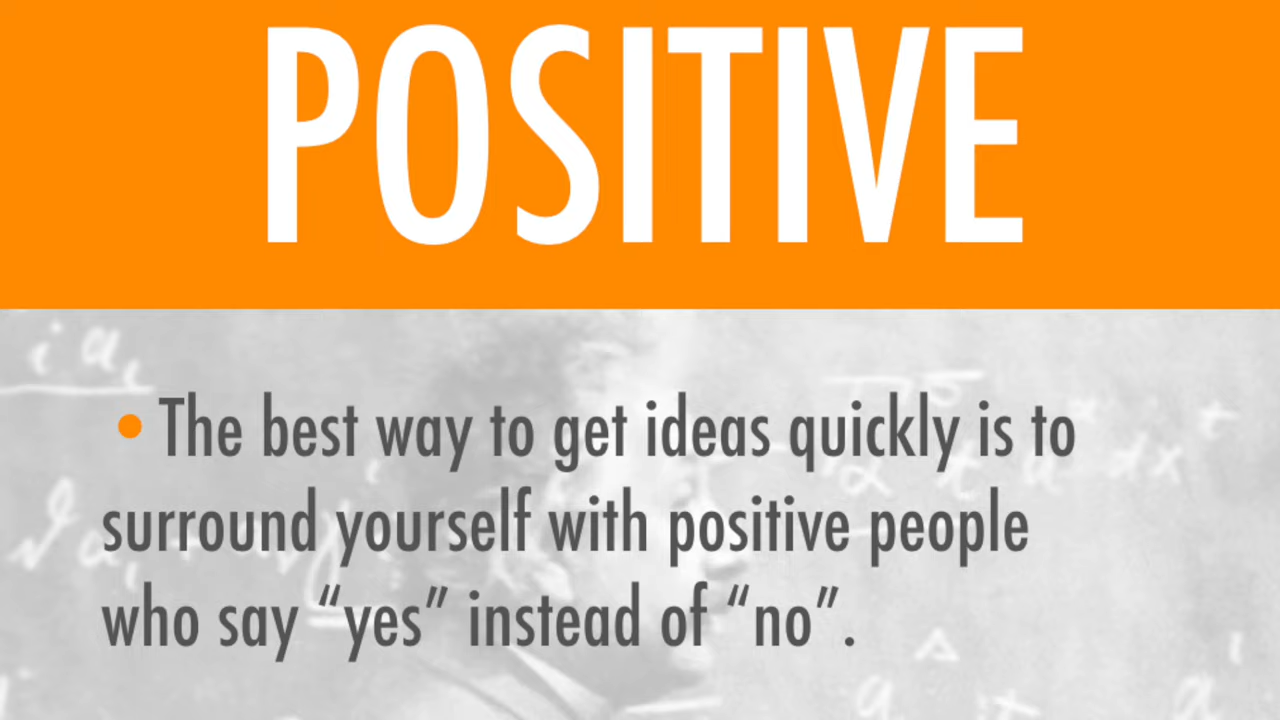 POSITIVE
• The best way to get ideas quickly is to
surround yourself with positive people
who say “yes” instead of “no”.